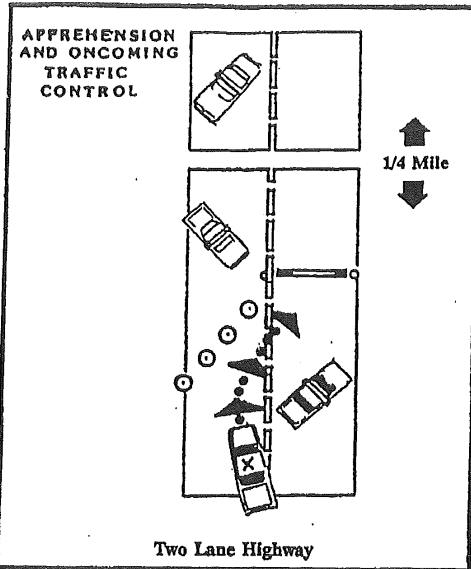 APPREHENSION
AND ONCOMING
TRAFFIC
CONTROL
1/4 Mile
X
Two Lane Highway